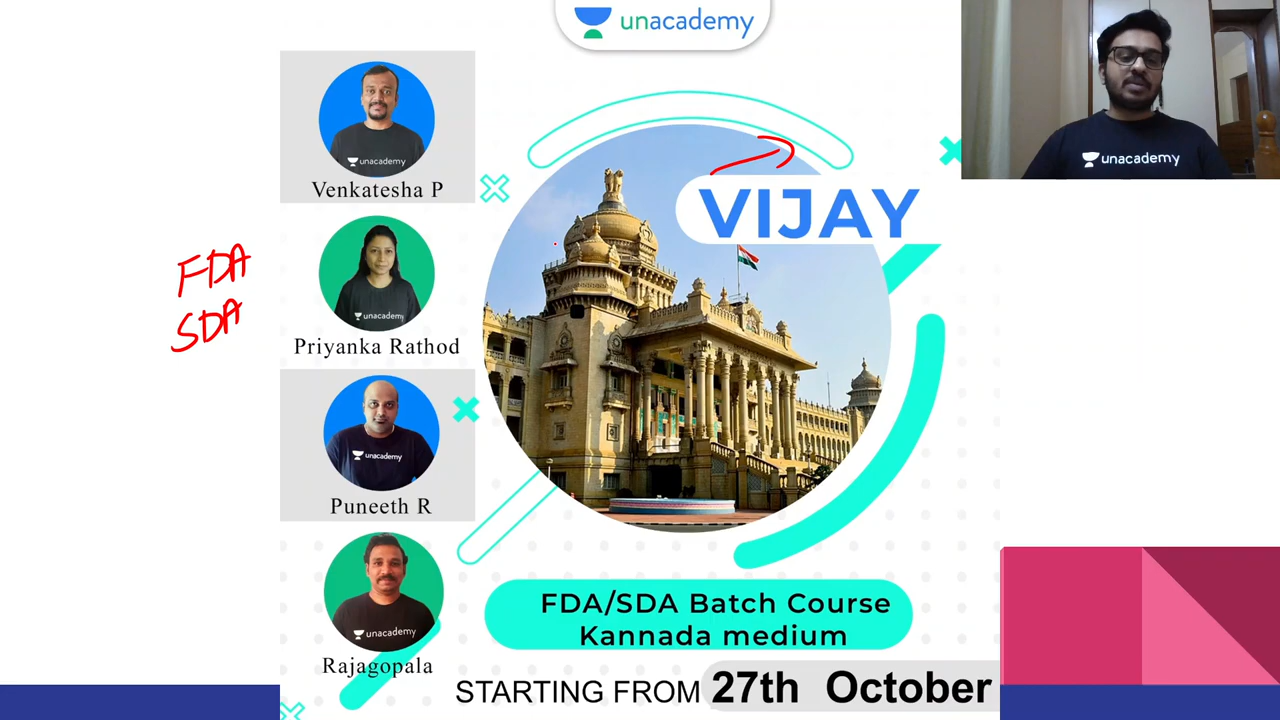 unacademy
unacademy
Venkatesha P
VIJAY
unacademy
FDA
SDA
unacademy
Priyanka Rathod
unacademy
Puneeth R
unacademy
Rajagopala
FDA/SDA Batch Course
Kannada medium
STARTING FROM 27th October